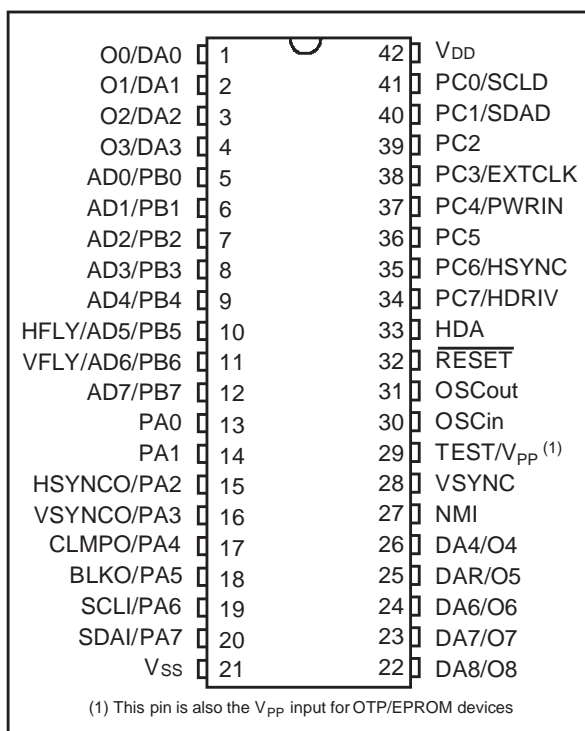 O0/DA0 1 42 VDD
O1/DA1 2 41 PC0/SCLD
O2/DA2 3 40 PC1/SDAD
O3/DA3 4 39 PC2
AD0/PB0 5 38 PC3/EXTCLK
AD1/PB1 6 37 PC4/PWRIN
AD2/PB2 7 36 PC5
AD3/PB3 8 35 PC6/HSYNC
AD4/PB4 9 34 PC7/HDRIV
HFLY/AD5/PB5 10 33 HDA
VFLY/AD6/PB6 11 32 RESET
AD7/PB7 12 31 OSCout
PA0 13 30 OSCin
PA1 14 29 TEST/VPP (1)
HSYNCO/PA2 15 28 VSYNC
VSYNCO/PA3 16 27 NMI
CLMPO/PA4 17 26 DA4/O4
BLKO/PA5 18 25 DAR/O5
SCLI/PA6 19 24 DA6/O6
SDAI/PA7 20 23 DA7/O7
VSS 21 22 DA8/O8
(1) This pin is also the VPP input for OTP/EPROM devices